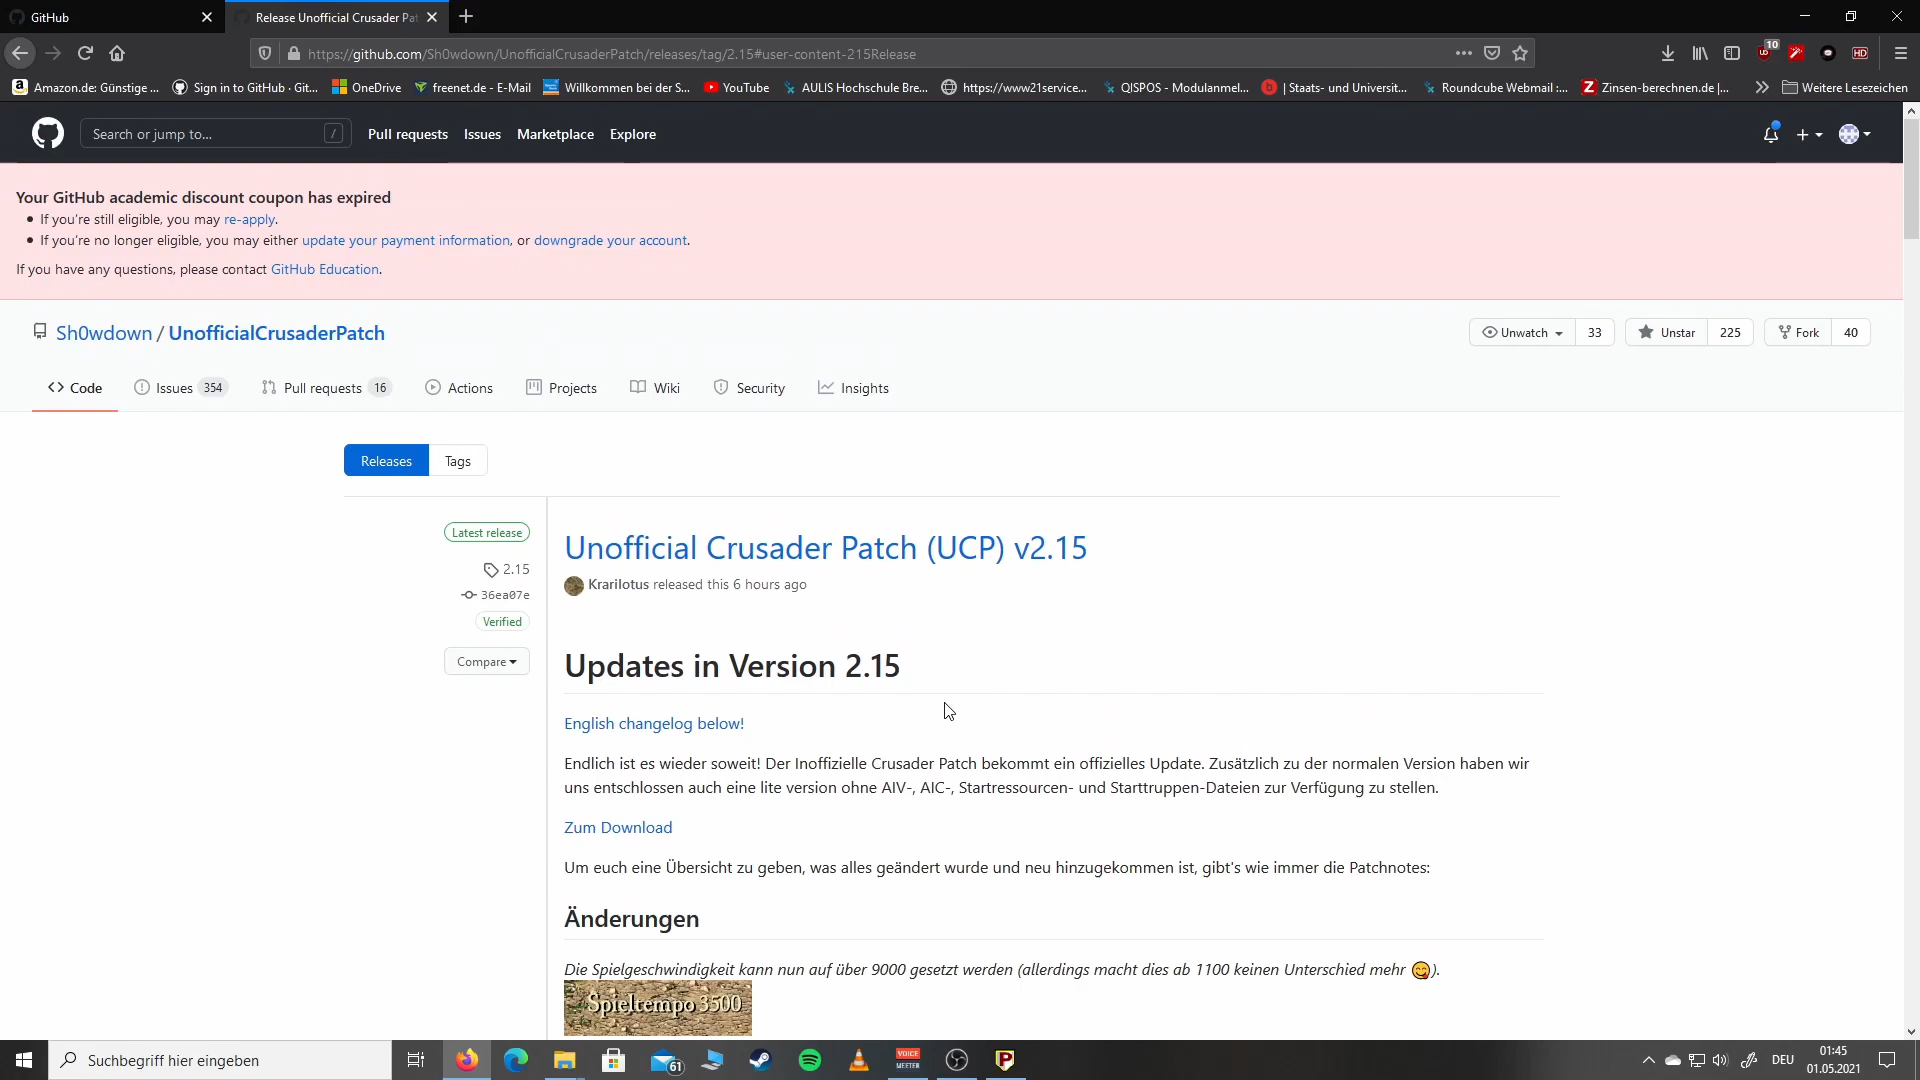 GitHub
Release Unofficial Crusader Pat
https://github.com/Sh0wdown/UnofficialCrusaderPatch/releases/tag/2.15#user-content-215Release
10
HD
Amazon.de: Günstige ...
Sign in to GitHub · Git...
OneDrive
freenet.de - E-Mail
Willkommen bei der S...
YouTube
AULIS Hochschule Bre...
https://www21service...
QISPOS - Modulanmel...
| Staats- und Universit...
Roundcube Webmail :...
Zinsen-berechnen.de |...
Weitere Lesezeichen
Search or jump to...
/
Pull requests
Issues
Marketplace
Explore
Your GitHub academic discount coupon has expired
If you're still eligible, you may re-apply.
If you're no longer eligible, you may either update your payment information, or downgrade your account.
If you have any questions, please contact GitHub Education.
Sh0wdown / UnofficialCrusaderPatch
Unwatch 33
Unstar 225
Fork 40
Code
Issues 354
Pull requests 16
Actions
Projects
Wiki
Security
Insights
Releases
Tags
Latest release
2.15
36ea07e
Verified
Compare
Unofficial Crusader Patch (UCP) v2.15
Krarilotus released this 6 hours ago
Updates in Version 2.15
English changelog below!
Endlich ist es wieder soweit! Der Inoffizielle Crusader Patch bekommt ein offizielles Update. Zusätzlich zu der normalen Version haben wir
uns entschlossen auch eine lite version ohne AIV-, AIC-, Startressourcen- und Starttruppen-Dateien zur Verfügung zu stellen.
Zum Download
Um euch eine Übersicht zu geben, was alles geändert wurde und neu hinzugekommen ist, gibt's wie immer die Patchnotes:
Änderungen
Die Spielgeschwindigkeit kann nun auf über 9000 gesetzt werden (allerdings macht dies ab 1100 keinen Unterschied mehr 😋).
Spieltempo 3500
Suchbegriff hier eingeben
61
VOICE
MEETER
DEU
01:45
01.05.2021